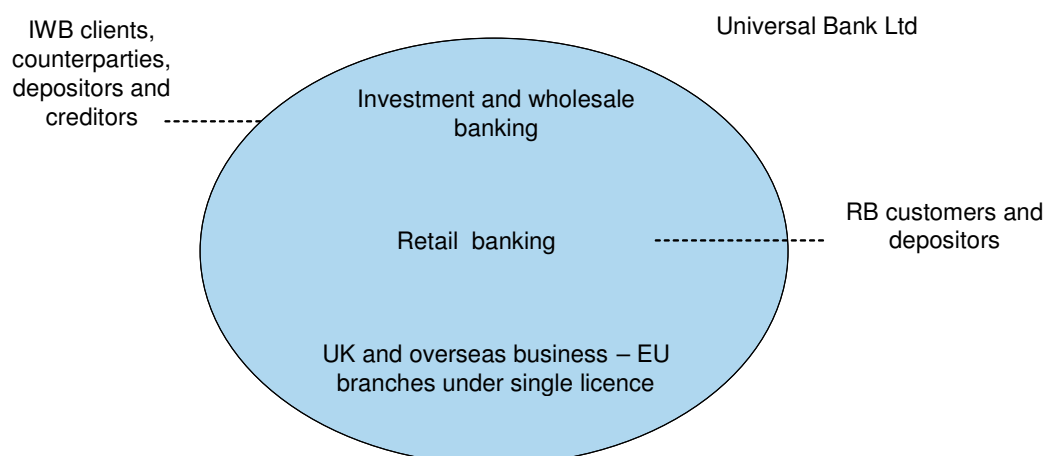 IWB clients,
counterparties,
depositors and
creditors
Universal Bank Ltd
Investment and wholesale
banking
Retail banking
RB customers and
depositors
UK and overseas business – EU
branches under single licence